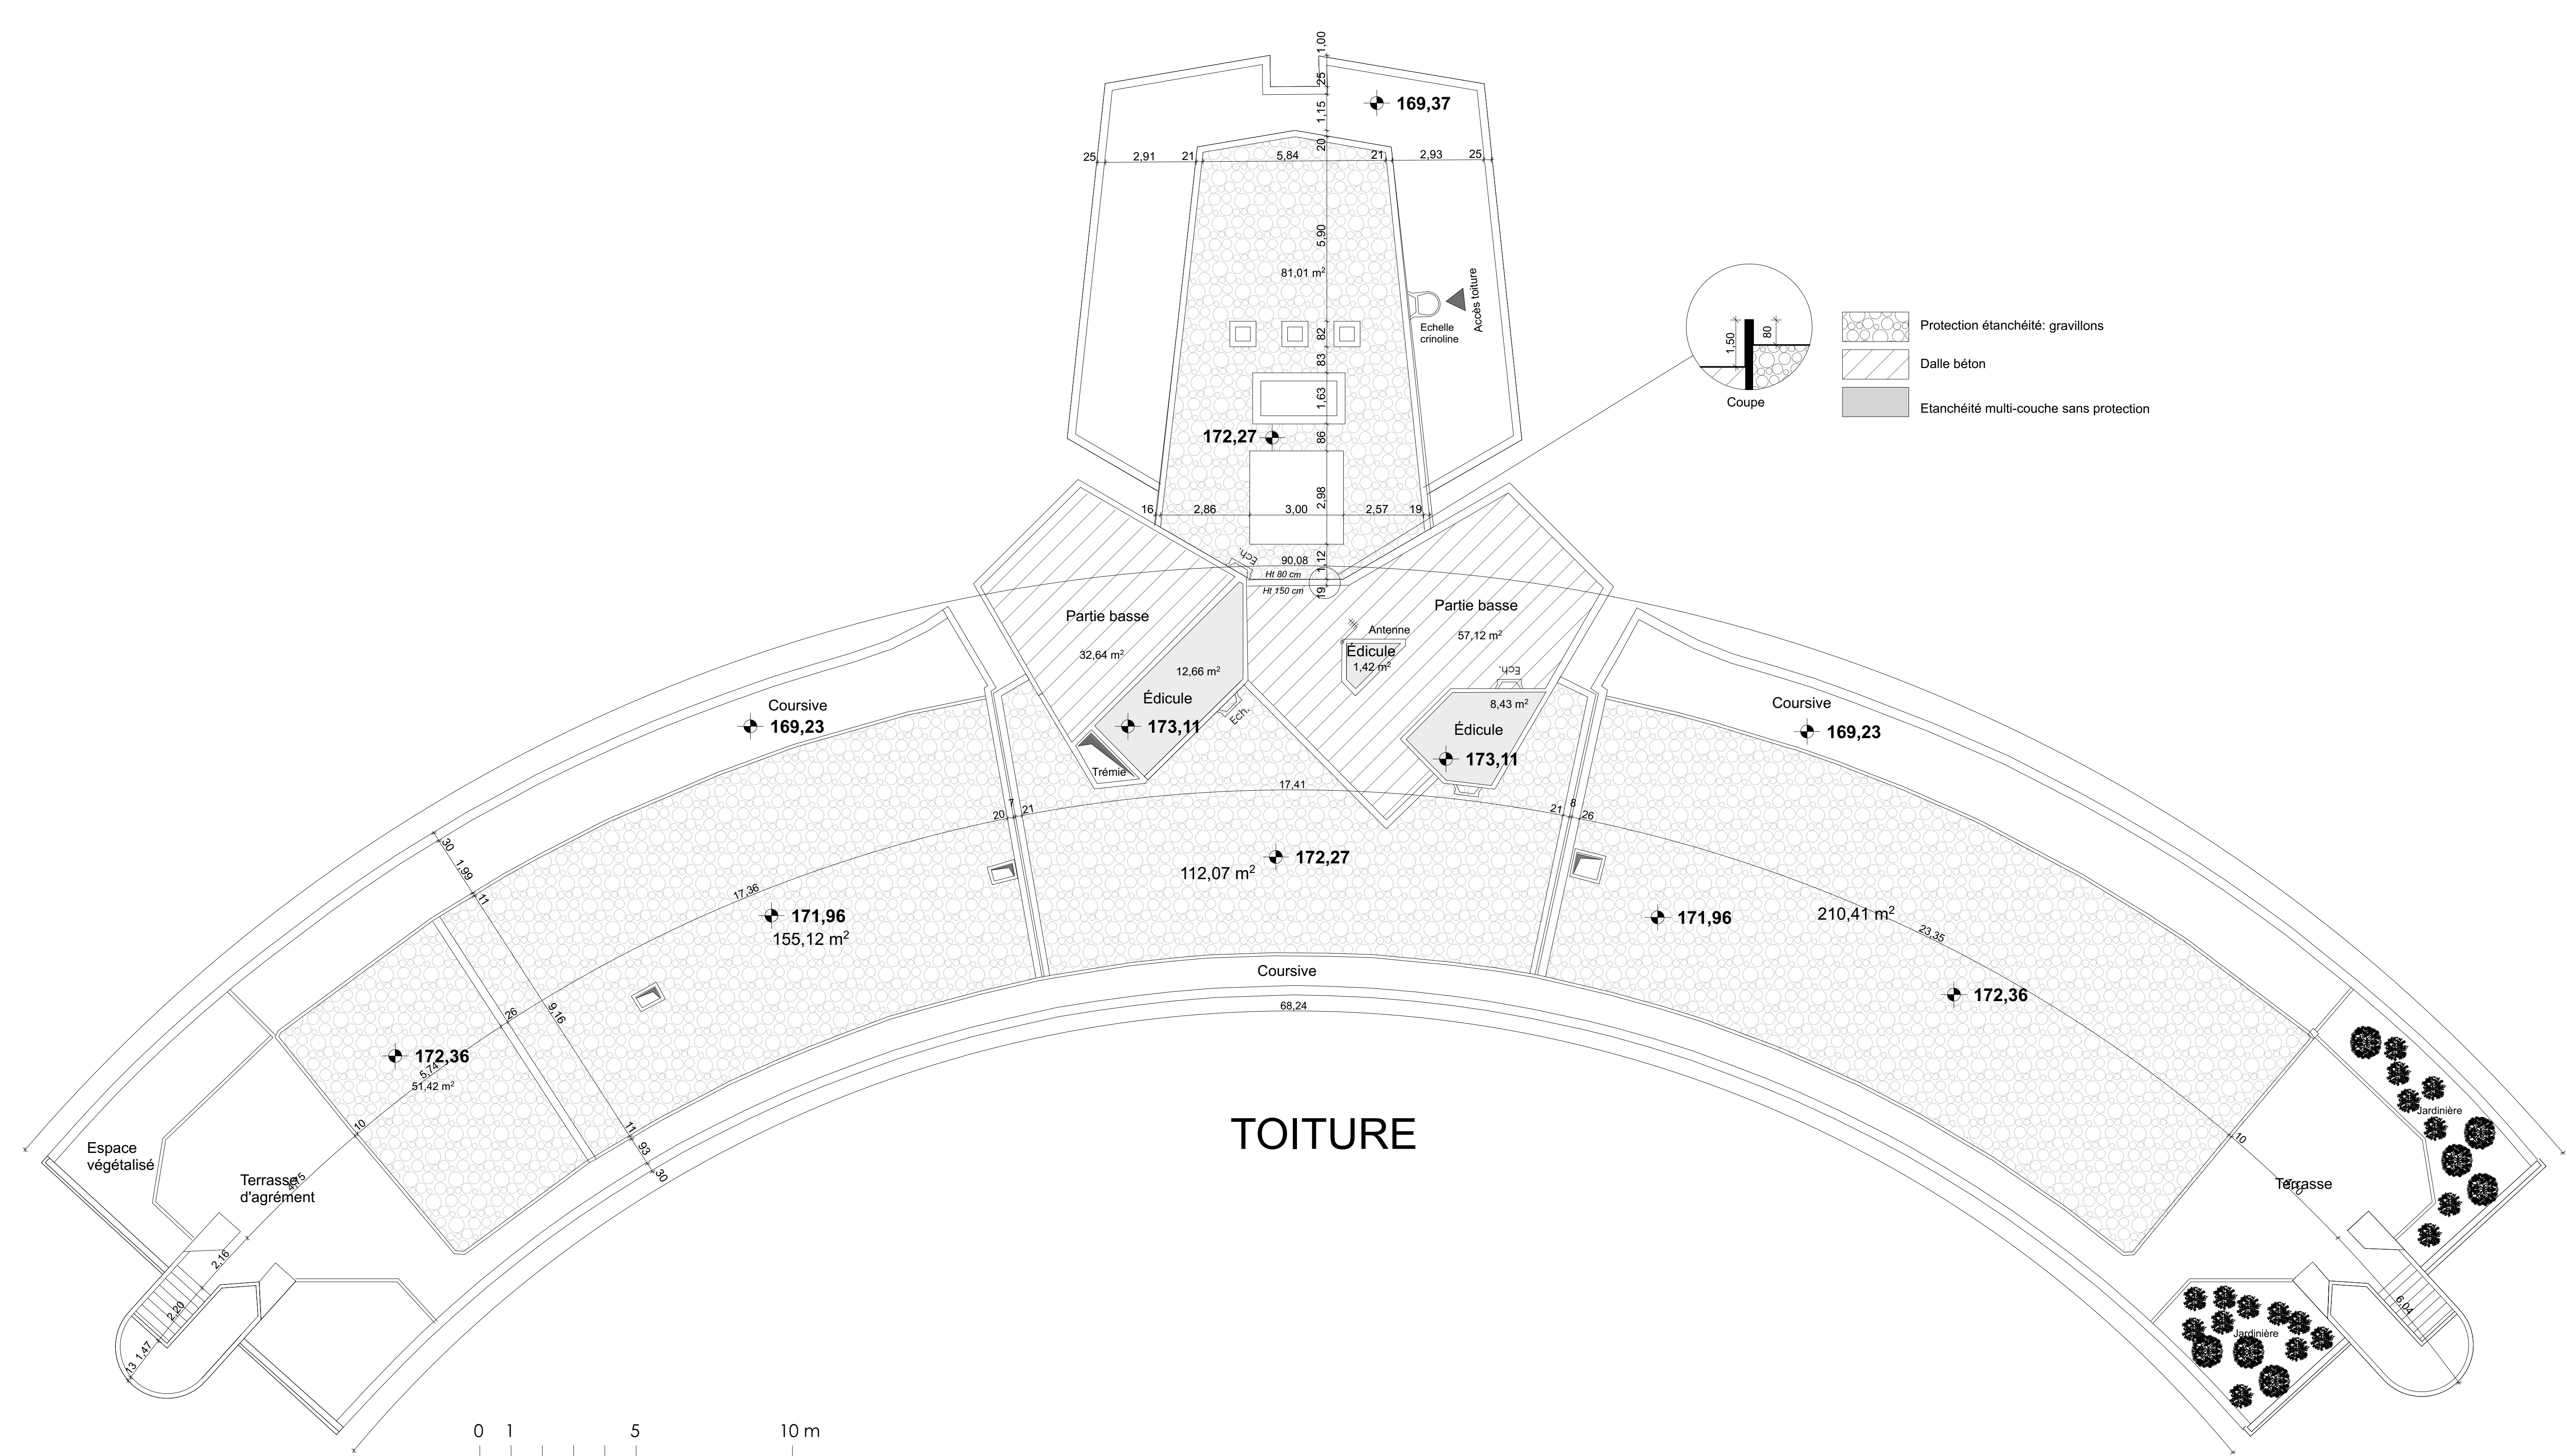 1,00
25
169,37
1,15
20
25
2,91
21
5,84
21
2,93
25
5,90
81,01 m²
Accès toiture
Echelle
crinoline
82
83
1,63
172,27
86
1,50
80
Coupe
Protection étanchéité: gravillons
Dalle béton
Etanchéité multi-couche sans protection
16
2,86
3,00
2,98
2,57
19
Ech.
90,08
1,12
Ht 80 cm
Ht 150 cm
19
Partie basse
32,64 m²
12,66 m²
Édicule
173,11
Ech.
Trémie
Antenne
Édicule
1,42 m²
Partie basse
57,12 m²
Ech.
8,43 m²
Édicule
173,11
Coursive
169,23
Coursive
169,23
17,41
20
7
21
21
8
26
30
1,99
11
17,36
171,96
155,12 m²
172,27
112,07 m²
171,96
210,41 m²
23,35
172,36
Coursive
68,24
26
9,16
172,36
5,74
51,42 m²
10
11
93
30
TOITURE
Espace
végétalisé
Terrasse
d'agrément
4,75
2,16
2,20
1,47
13
10
Terrasse
Jardinière
Jardinière
6,04
0 1 5 10 m